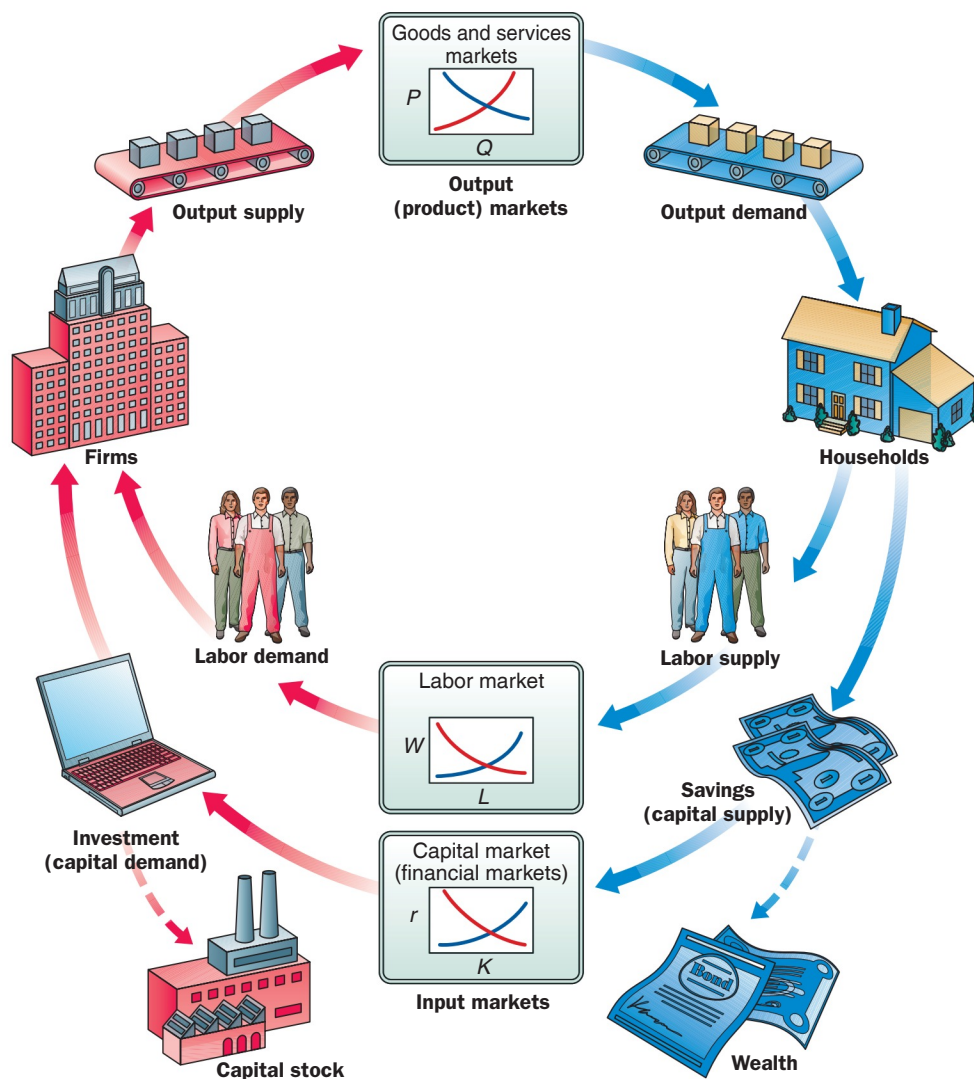 Goods and services
markets
P
Q
Output
(product) markets
Output supply
Output demand
Firms
Households
Labor demand
Labor supply
Labor market
W
L
Investment
(capital demand)
Savings
(capital supply)
Capital market
(financial markets)
r
K
Input markets
Bond
Capital stock
Wealth